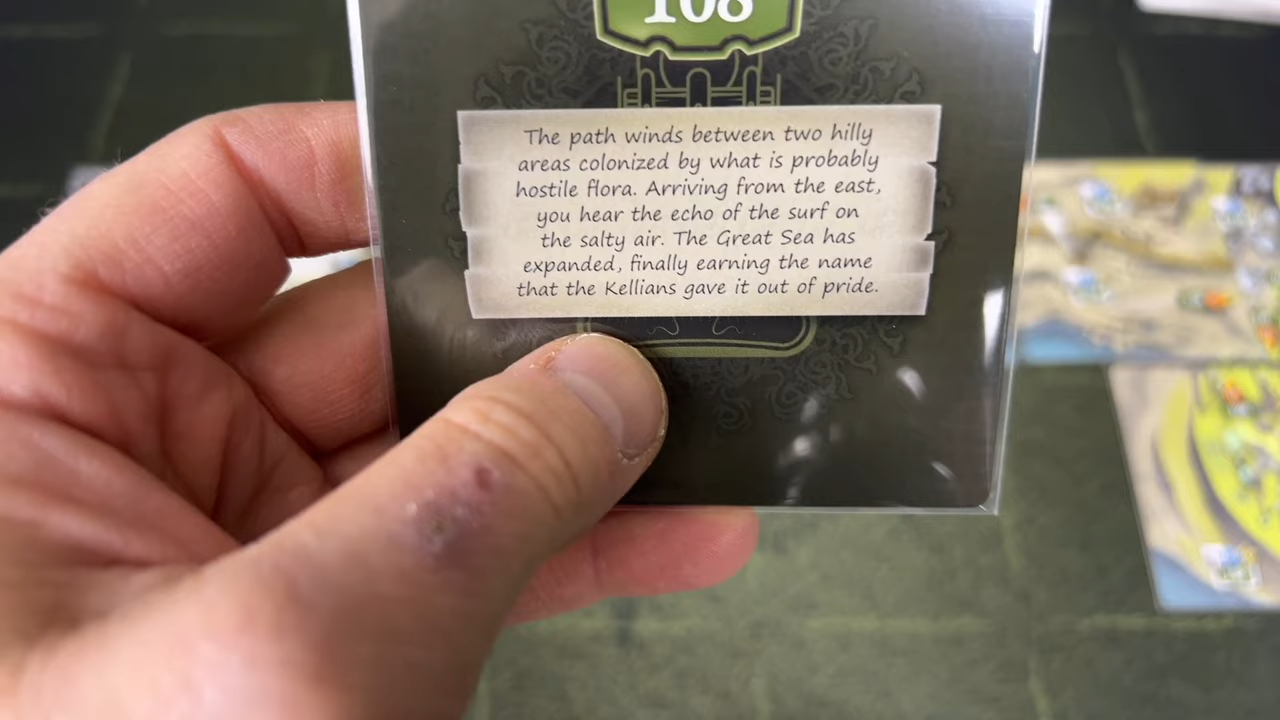 108
The path winds between two hilly
areas colonized by what is probably
hostile flora. Arriving from the east,
you hear the echo of the surf on
the salty air. The Great Sea has
expanded, finally earning the name
that the Kellians gave it out of pride.